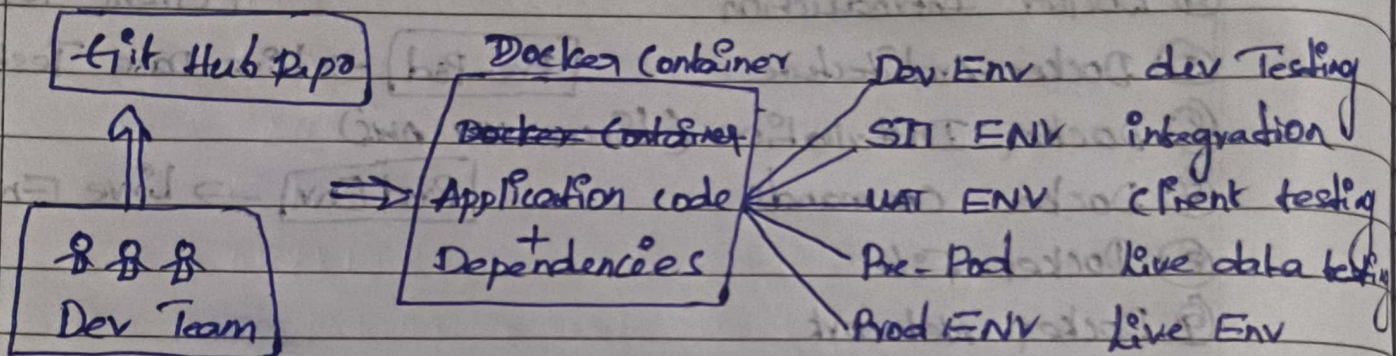 Git Hub Repo
Docker Container
Docker Container
Application code
+
Dependencies
Dev Team
Dev. Env dev Testing
SIT ENV integration
UAT ENV client testing
Pre-Pod live data testing
Prod ENV Live Env